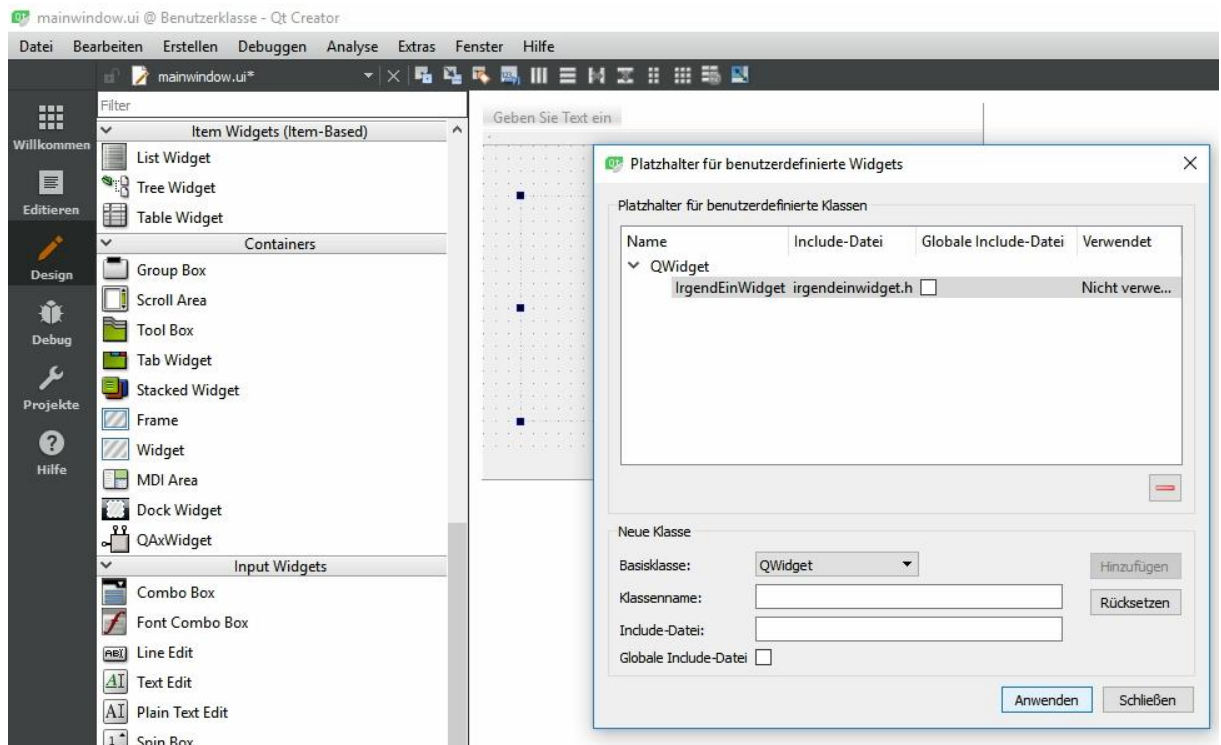 mainwindow.ui @ Benutzerklasse - Qt Creator
Datei Bearbeiten Erstellen Debuggen Analyse Extras Fenster Hilfe
mainwindow.ui*
Willkommen
Editieren
Design
Debug
Projekte
Hilfe
Filter
Item Widgets (Item-Based)
List Widget
Tree Widget
Table Widget
Containers
Group Box
Scroll Area
Tool Box
Tab Widget
Stacked Widget
Frame
Widget
MDI Area
Dock Widget
QAxWidget
Input Widgets
Combo Box
Font Combo Box
Line Edit
Text Edit
Plain Text Edit
Spin Box
Geben Sie Text ein
Platzhalter für benutzerdefinierte Widgets
Platzhalter für benutzerdefinierte Klassen
Name Include-Datei Globale Include-Datei Verwendet
QWidget
IrgendEinWidget irgendeinwidget.h Nicht verwe...
Neue Klasse
Basisklasse: QWidget Hinzufügen
Klassenname: Rücksetzen
Include-Datei:
Globale Include-Datei
Anwenden Schließen